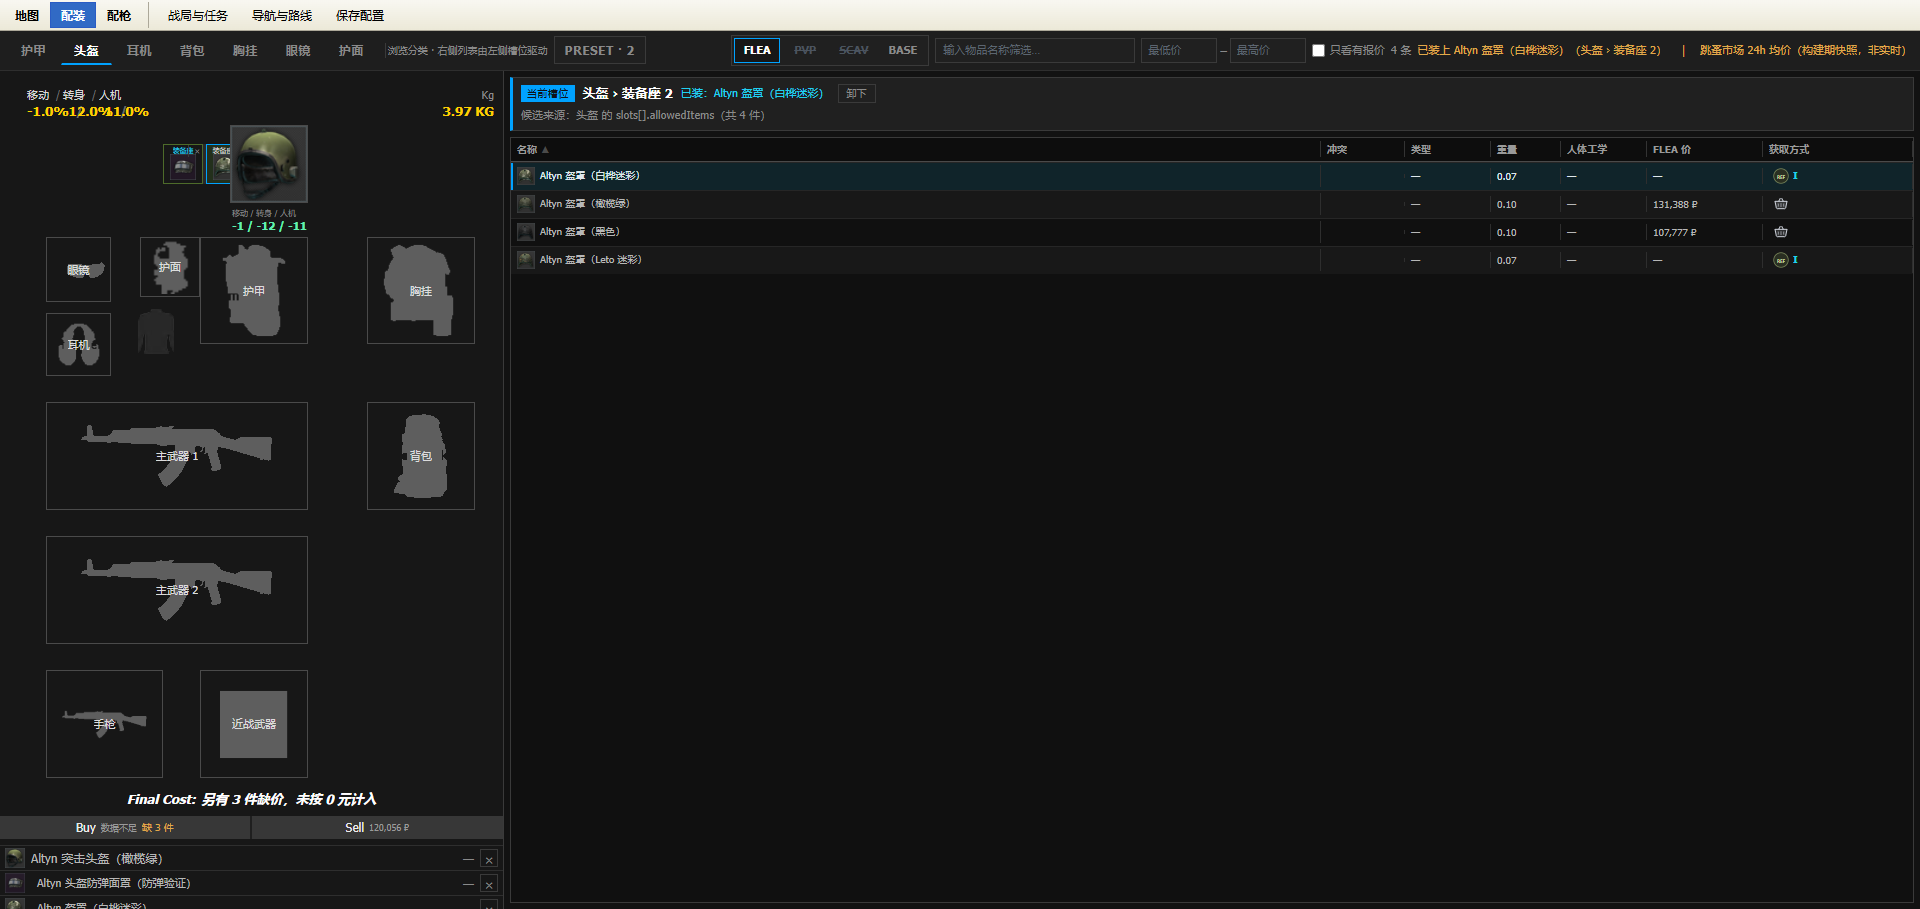 地图 配装 配枪 战局与任务 导航与路线 保存配置
护甲 头盔 耳机 背包 胸挂 眼镜 护面 浏览分类 · 右侧列表由左侧槽位驱动 PRESET · 2 FLEA PVP SCAV BASE 输入物品名称筛选... 最低价 — 最高价 只看有报价 4 条 已装上 Altyn 盔罩（白桦迷彩）（头盔 › 装备座 2） | 跳蚤市场 24h 均价（构建期快照，非实时）
移动 / 转身 / 人机 Kg
3.97 KG
装备座 ×
移动 / 转身 / 人机
-1 / -12 / -11
眼镜 护面 护甲 胸挂
耳机
主武器 1 背包
主武器 2
手枪 近战武器
Final Cost: 另有 3 件缺价，未按 0 元计入
Buy 数据不足 缺 3 件 Sell 120,056 ₽
Altyn 突击头盔（橄榄绿） — ×
Altyn 头盔防弹面罩（防弹验证） — ×
Altyn 盔罩（白桦迷彩）
当前槽位 头盔 › 装备座 2 已装：Altyn 盔罩（白桦迷彩） 卸下
候选来源：头盔 的 slots[].allowedItems（共 4 件）
名称 ▲ 冲突 类型 重量 人体工学 FLEA 价 获取方式
Altyn 盔罩（白桦迷彩） — 0.07 — — REF I
Altyn 盔罩（橄榄绿） — 0.10 — 131,388 ₽
Altyn 盔罩（黑色） — 0.10 — 107,777 ₽
Altyn 盔罩（Leto 迷彩） — 0.07 — — REF I